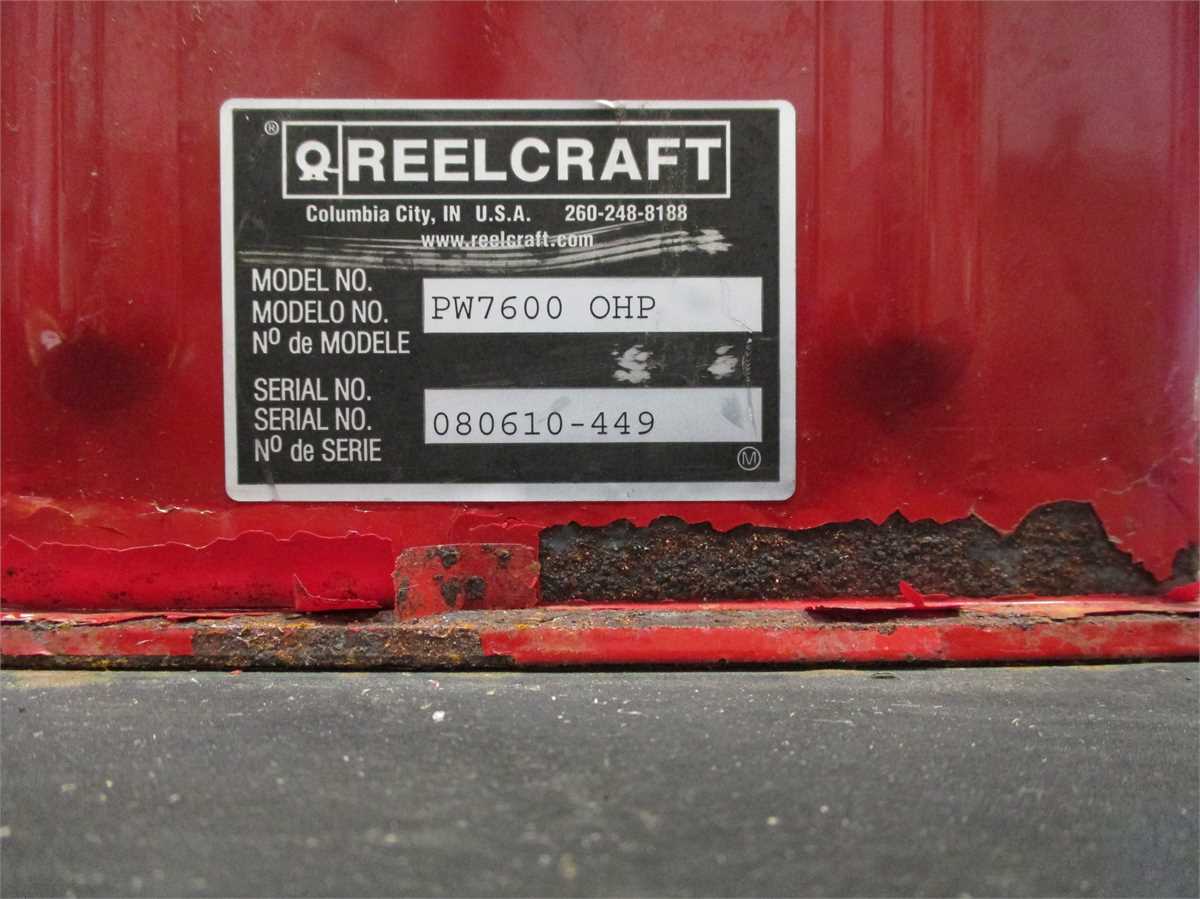 ® REELCRAFT
Columbia City, IN U.S.A. 260-248-8188
www.reelcraft.com
MODEL NO.
MODELO NO.
Nº de MODELE
PW7600 OHP
SERIAL NO.
SERIAL NO.
Nº de SERIE
080610-449
M